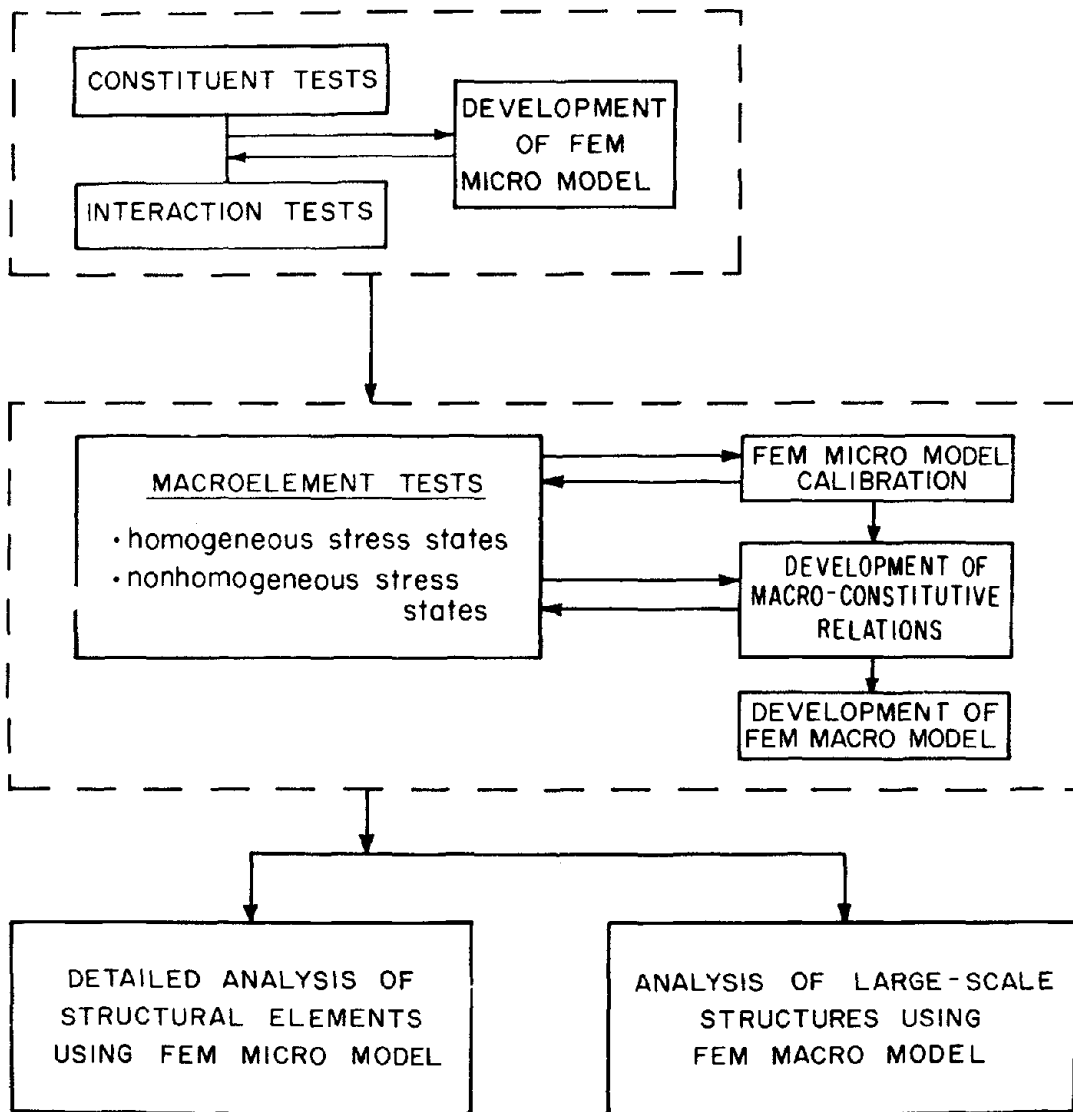 CONSTITUENT TESTS
DEVELOPMENT
OF FEM
MICRO MODEL
INTERACTION TESTS
MACROELEMENT TESTS
• homogeneous stress states
• nonhomogeneous stress
states
FEM MICRO MODEL
CALIBRATION
DEVELOPMENT OF
MACRO-CONSTITUTIVE
RELATIONS
DEVELOPMENT OF
FEM MACRO MODEL
DETAILED ANALYSIS OF
STRUCTURAL ELEMENTS
USING FEM MICRO MODEL
ANALYSIS OF LARGE-SCALE
STRUCTURES USING
FEM MACRO MODEL